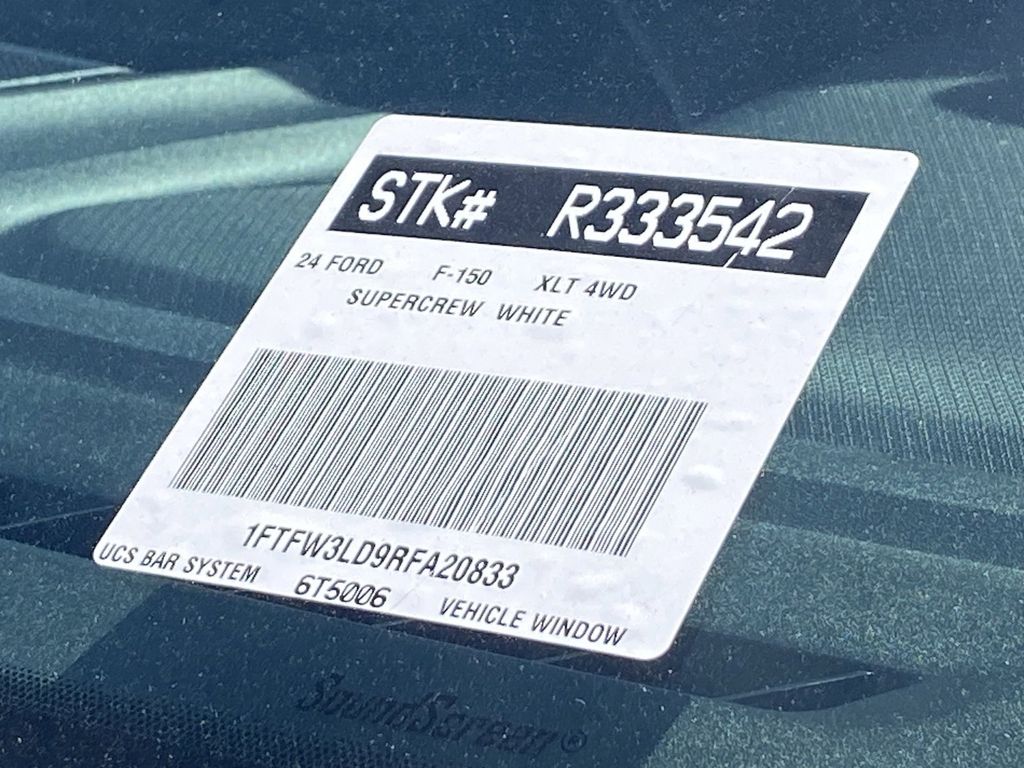 STK# R333542
24 FORD F-150 XLT 4WD
SUPERCREW WHITE
1FTFW3LD9RFA20833
UCS BAR SYSTEM 6T5006 VEHICLE WINDOW
SoundScreen®